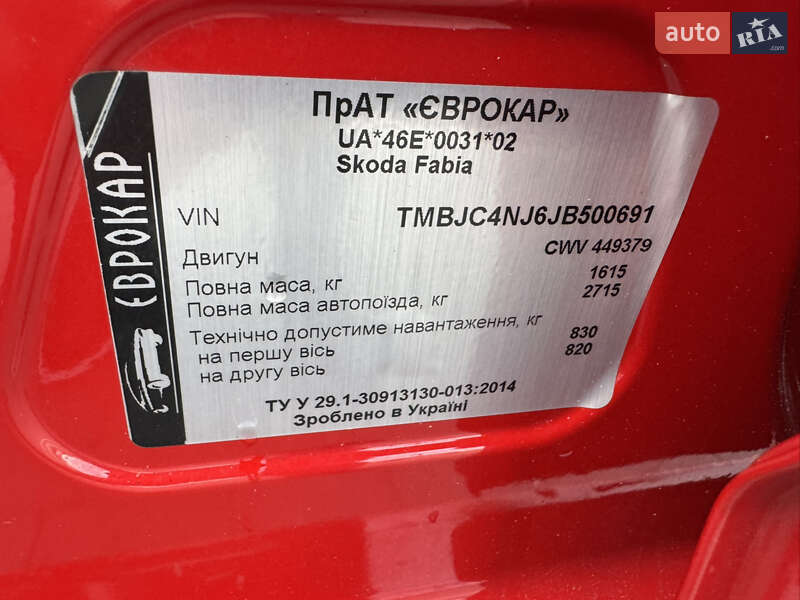 auto RIA.com
ЄВРОКАР
ПрАТ «ЄВРОКАР»
UA*46E*0031*02
Skoda Fabia
VIN TMBJC4NJ6JB500691
Двигун CWV 449379
Повна маса, кг 1615
Повна маса автопоїзда, кг 2715
Технічно допустиме навантаження, кг
на першу вісь 830
на другу вісь 820
ТУ У 29.1-30913130-013:2014
Зроблено в Україні